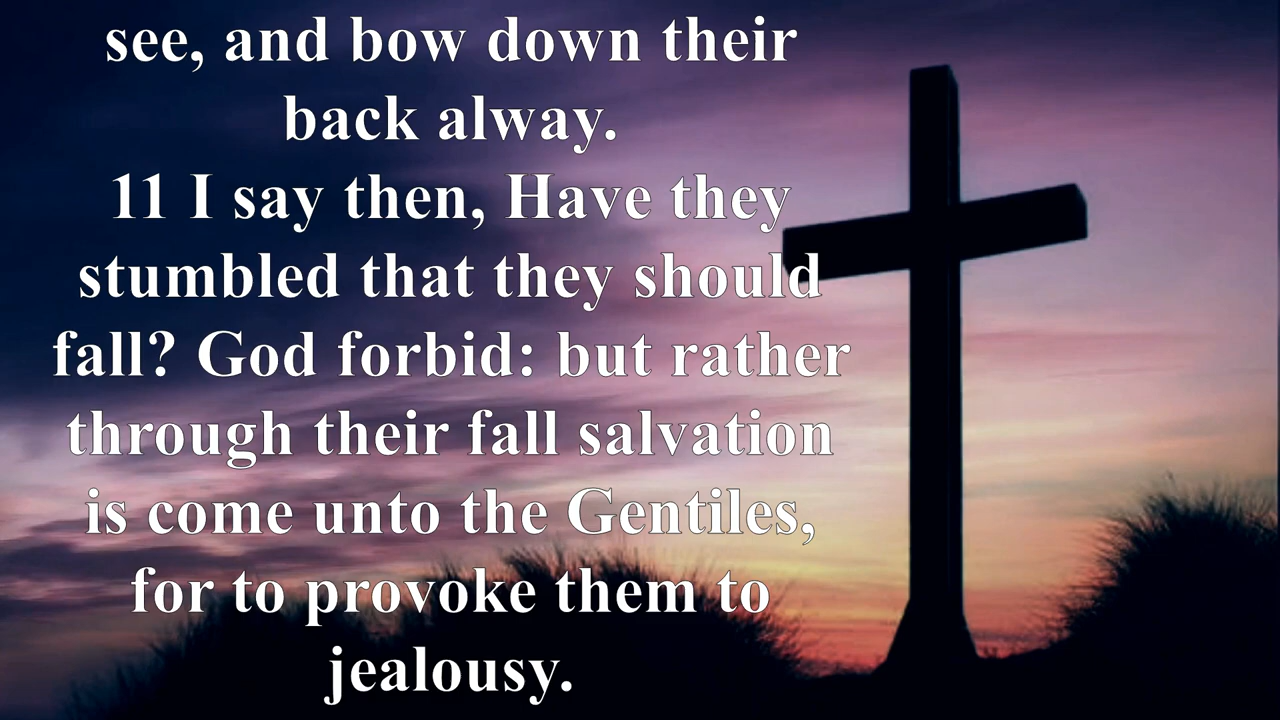 see, and bow down their
back alway.
11 I say then, Have they
stumbled that they should
fall? God forbid: but rather
through their fall salvation
is come unto the Gentiles,
for to provoke them to
jealousy.